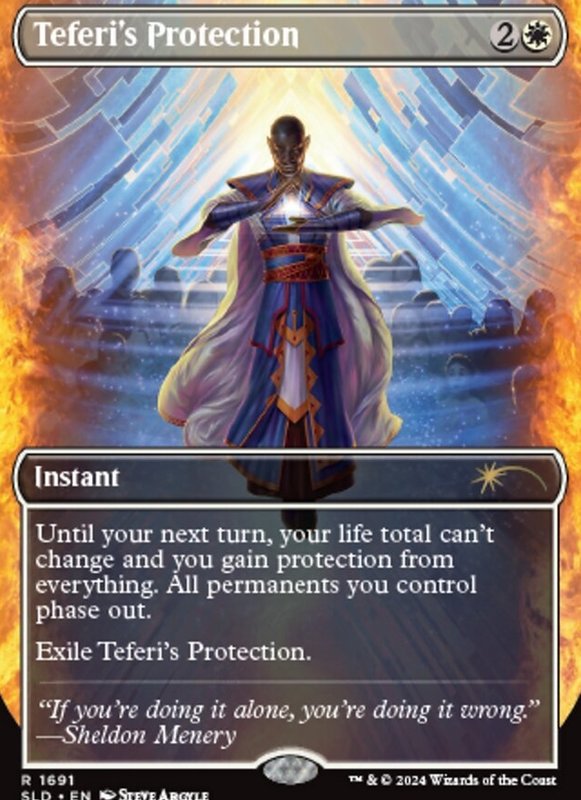 Teferi's Protection 2
Instant
Until your next turn, your life total can't
change and you gain protection from
everything. All permanents you control
phase out.
Exile Teferi's Protection.
“If you're doing it alone, you're doing it wrong.”
—Sheldon Menery
R 1691
™ & © 2024 Wizards of the Coast
SLD • EN Steve Argyle